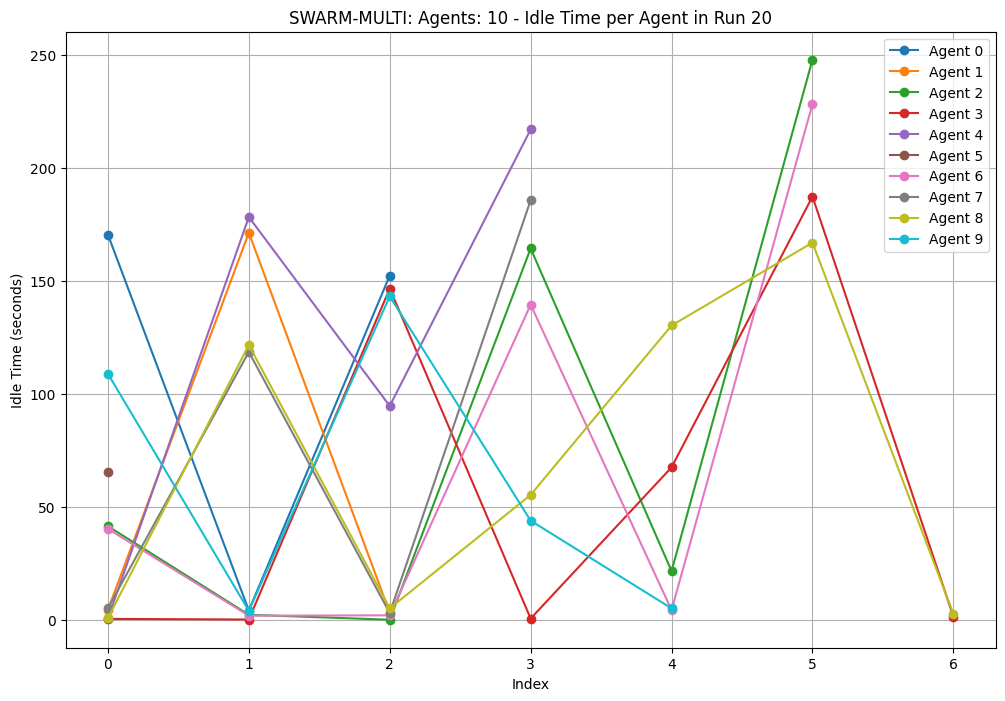 SWARM-MULTI: Agents: 10 - Idle Time per Agent in Run 20
Idle Time (seconds)
250
200
150
100
50
0
0 1 2 3 4 5 6
Index
Agent 0
Agent 1
Agent 2
Agent 3
Agent 4
Agent 5
Agent 6
Agent 7
Agent 8
Agent 9